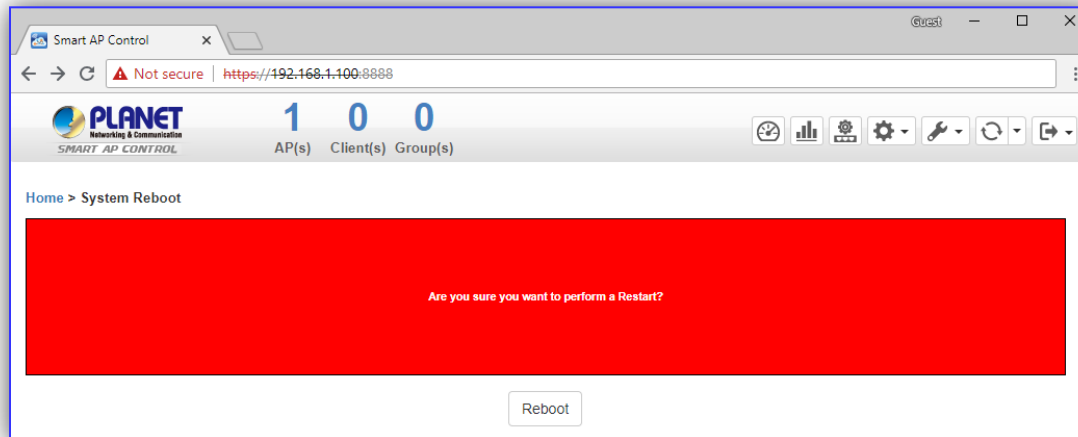 Guest
Smart AP Control
Not secure | https://192.168.1.100:8888
PLANET
Networking & Communication
SMART AP CONTROL
1 0 0
AP(s) Client(s) Group(s)
Home > System Reboot
Are you sure you want to perform a Restart?
Reboot